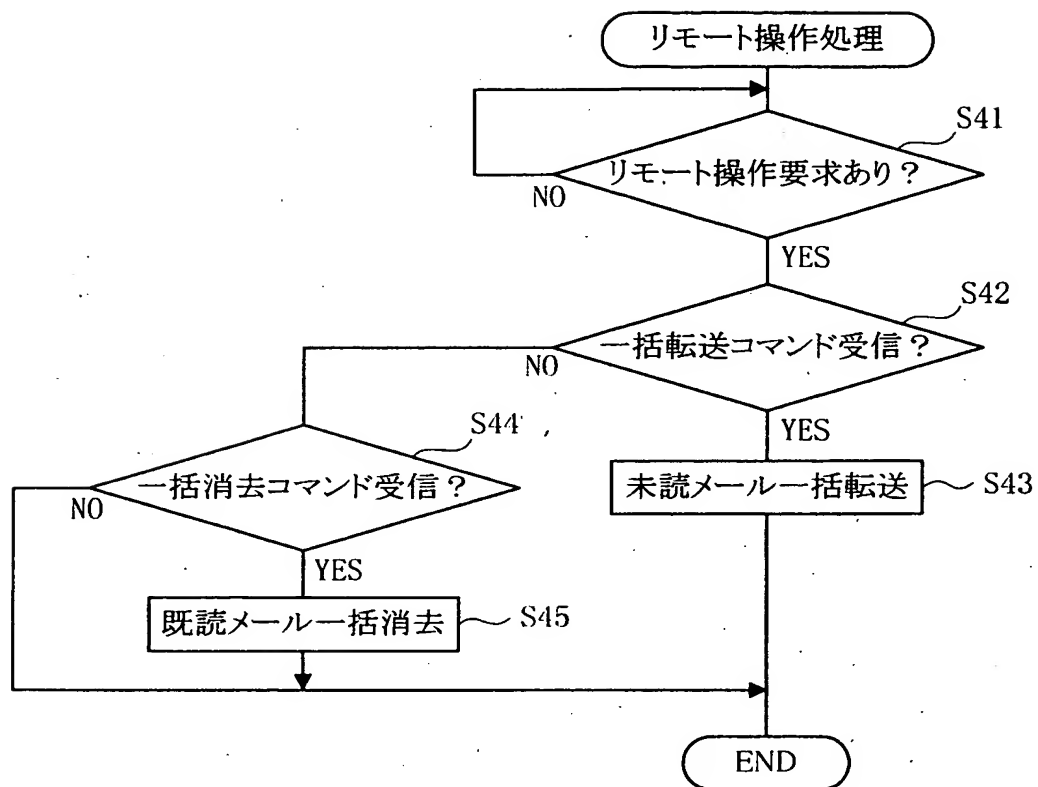 リモート操作処理
S41
リモート操作要求あり？
NO
YES
S42
一括転送コマンド受信？
NO
YES
S44
一括消去コマンド受信？
NO
未読メール一括転送
S43
YES
既読メール一括消去
S45
END